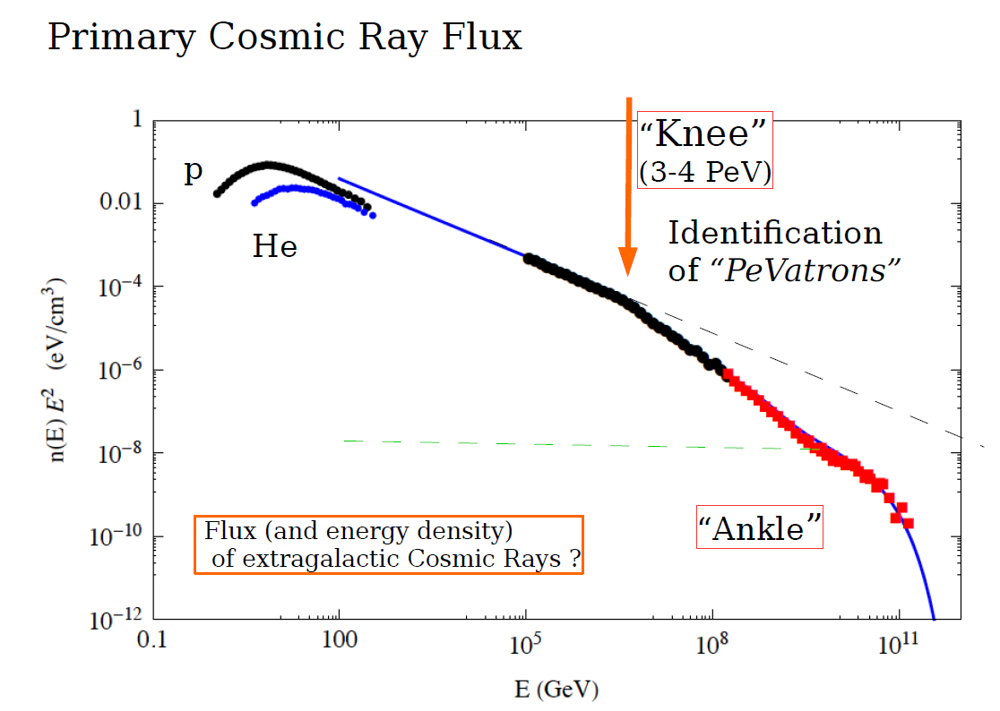 Primary Cosmic Ray Flux
1
0.01
10⁻⁴
10⁻⁶
10⁻⁸
10⁻¹⁰
10⁻¹²
n(E) E² (eV/cm³)
p
He
“Knee”
(3-4 PeV)
Identification
of “PeVatrons”
“Ankle”
Flux (and energy density)
of extragalactic Cosmic Rays ?
0.1
100
10⁵
10⁸
10¹¹
E (GeV)